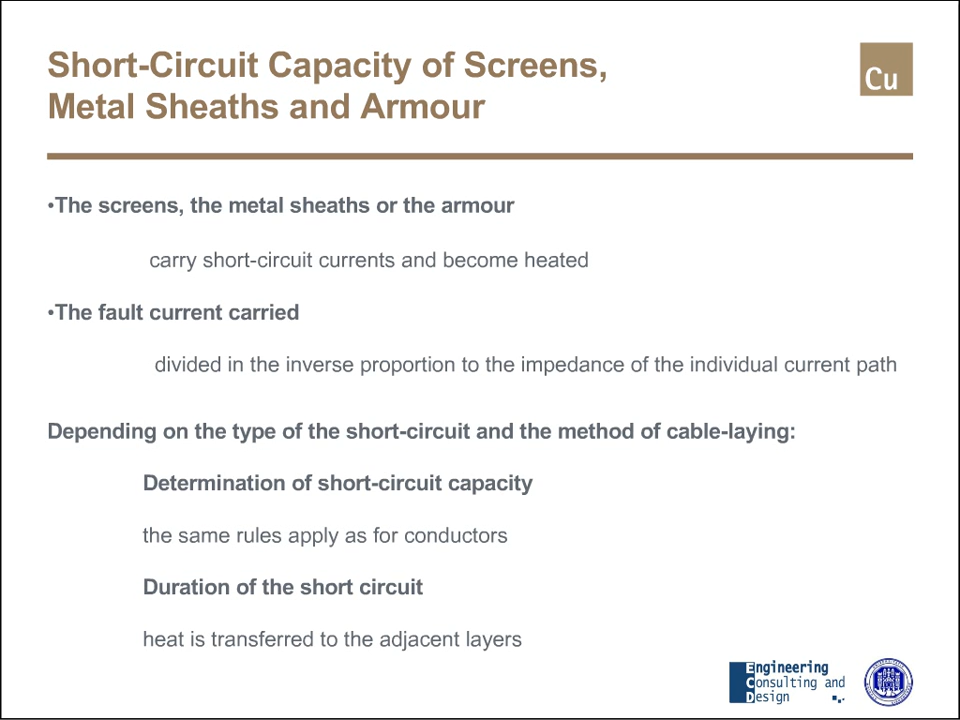 Short-Circuit Capacity of Screens,
Metal Sheaths and Armour
Cu
•The screens, the metal sheaths or the armour
carry short-circuit currents and become heated
•The fault current carried
divided in the inverse proportion to the impedance of the individual current path
Depending on the type of the short-circuit and the method of cable-laying:
Determination of short-circuit capacity
the same rules apply as for conductors
Duration of the short circuit
heat is transferred to the adjacent layers
Engineering
Consulting and
Design